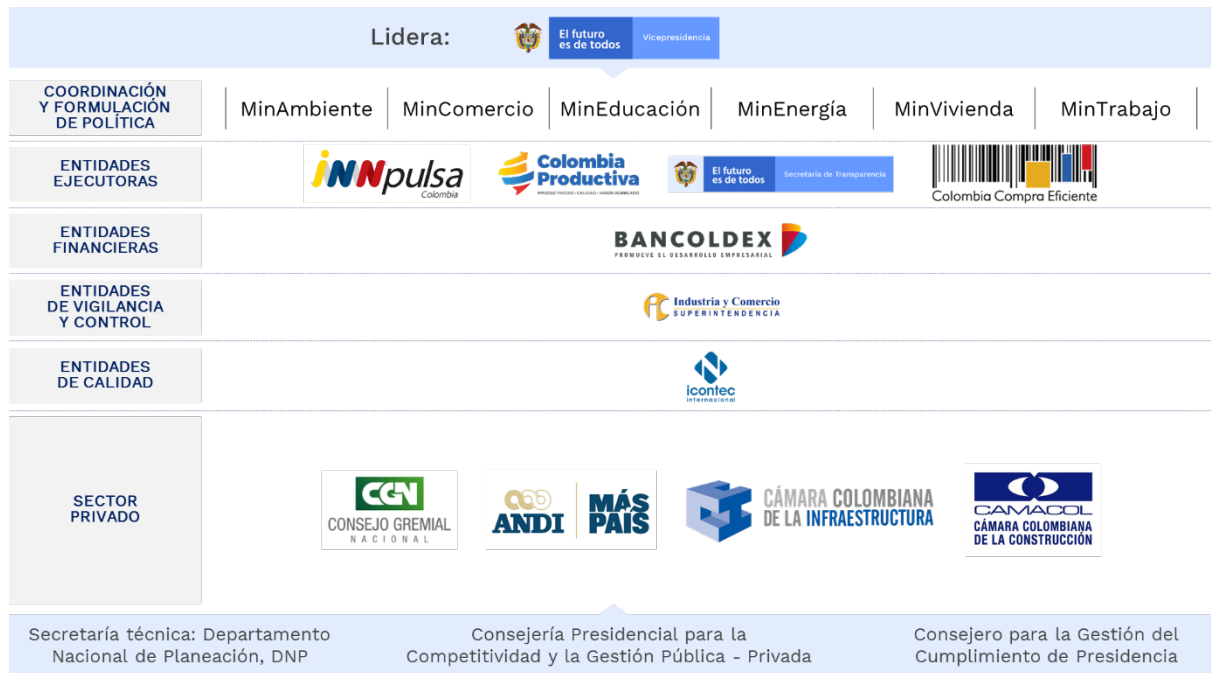 Lidera:
El futuro
es de todos
Vicepresidencia
COORDINACIÓN
Y FORMULACIÓN
DE POLÍTICA
MinAmbiente
MinComercio
MinEducación
MinEnergía
MinVivienda
MinTrabajo
ENTIDADES
EJECUTORAS
iNNpulsa
Colombia
Colombia
Productiva
PRODUCTIVIDAD - CALIDAD - VALOR AGREGADO
El futuro
es de todos
Secretaría de Transparencia
Colombia Compra Eficiente
ENTIDADES
FINANCIERAS
BANCOLDEX
PROMUEVE EL DESARROLLO EMPRESARIAL
ENTIDADES
DE VIGILANCIA
Y CONTROL
Industria y Comercio
SUPERINTENDENCIA
ENTIDADES
DE CALIDAD
icontec
internacional
SECTOR
PRIVADO
CGN
CONSEJO GREMIAL
NACIONAL
ANDI
MÁS
PAÍS
CÁMARA COLOMBIANA
DE LA INFRAESTRUCTURA
CAMACOL
CÁMARA COLOMBIANA
DE LA CONSTRUCCIÓN
Secretaría técnica: Departamento
Nacional de Planeación, DNP
Consejería Presidencial para la
Competitividad y la Gestión Pública - Privada
Consejero para la Gestión del
Cumplimiento de Presidencia